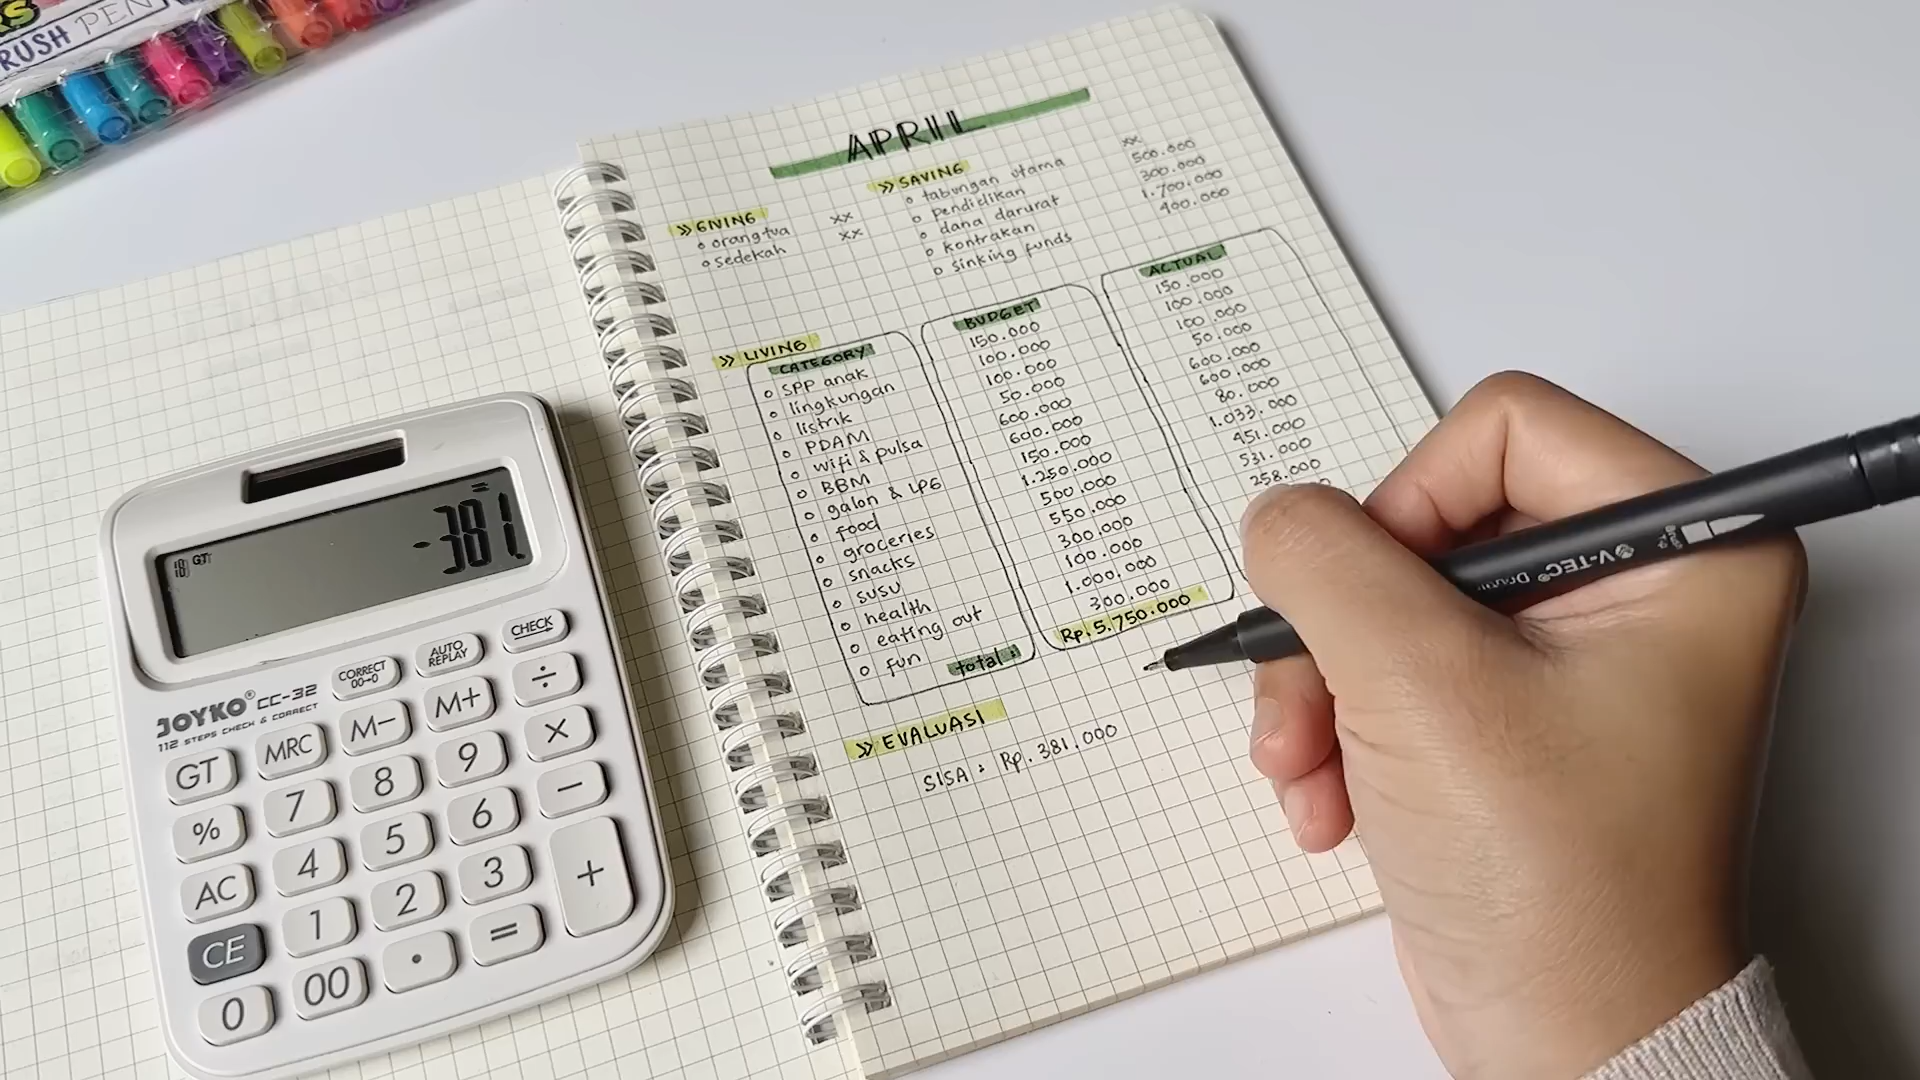 RUSH PEN
APRIL
» GIVING
o orangtua xx
o sedekah xx
» SAVING
o tabungan utama xx
o pendidikan 500.000
o dana darurat 300.000
o kontrakan 1.700.000
o sinking funds 400.000
» LIVING
CATEGORY
o SPP anak
o lingkungan
o listrik
o PDAM
o wifi & pulsa
o BBM
o galon & LPG
o food
o groceries
o snacks
o susu
o health
o eating out
o fun
total :
BUDGET
150.000
100.000
100.000
50.000
600.000
600.000
150.000
1.250.000
500.000
550.000
300.000
100.000
1.000.000
300.000
Rp. 5.750.000
ACTUAL
150.000
100.000
100.000
50.000
600.000
600.000
80.000
1.033.000
451.000
531.000
258.000
» EVALUASI
SISA : Rp. 381.000
GT
-381.
JOYKO® CC-32
112 STEPS CHECK & CORRECT
CORRECT 00→0
AUTO REPLAY
CHECK
GT MRC M− M+ ÷
% 7 8 9 ×
AC 4 5 6 −
CE 1 2 3 +
0 00 . =
V-TEC®
Brush